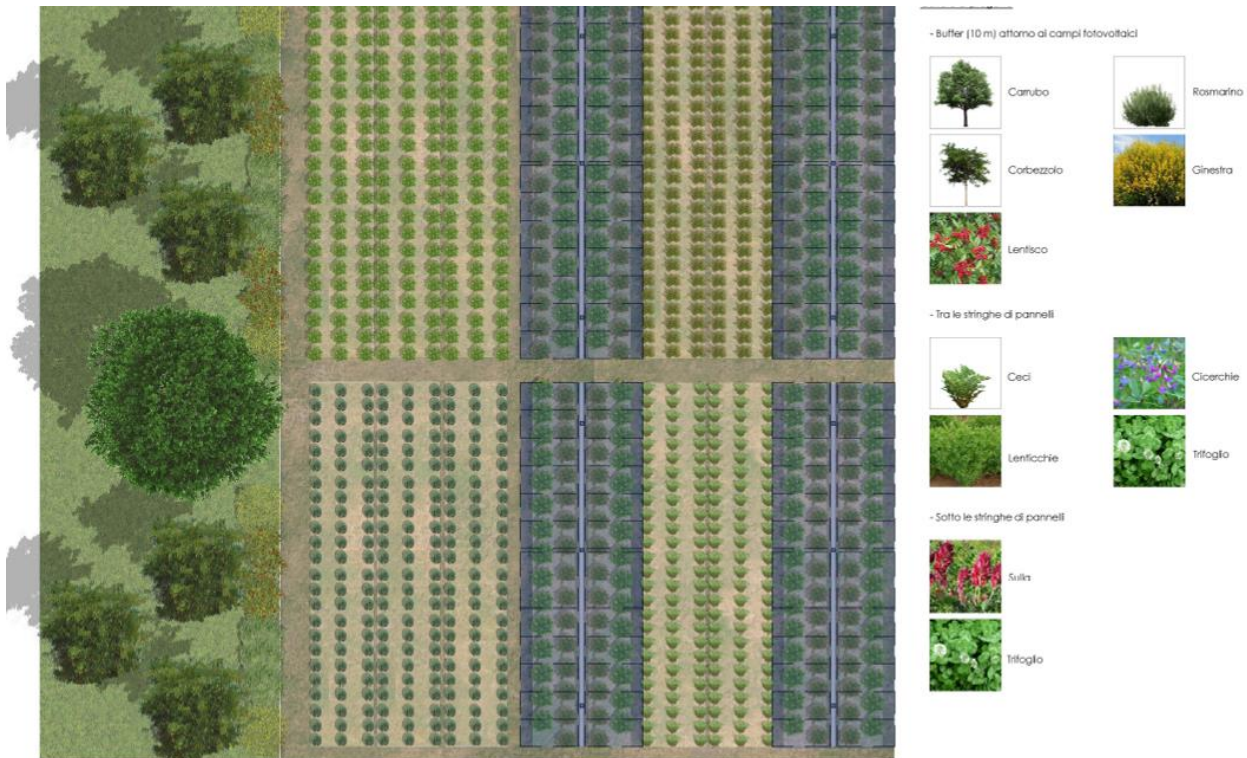 - Buffer (10 m) attorno ai campi fotovoltaici
Carrubo
Rosmarino
Corbezzolo
Ginestra
Lentisco
- Tra le stringhe di pannelli
Ceci
Cicerchie
Lenticchie
Trifoglio
- Sotto le stringhe di pannelli
Sulla
Trifoglio